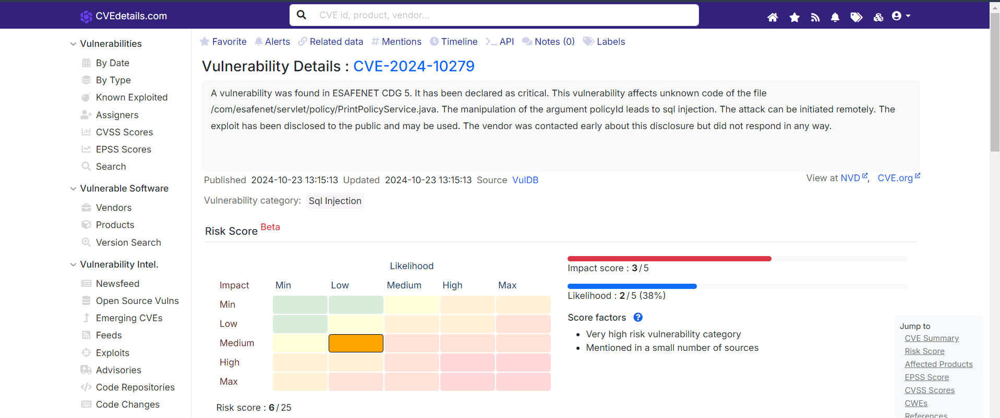 CVEdetails.com
CVE id, product, vendor...
Vulnerabilities
By Date
By Type
Known Exploited
Assigners
CVSS Scores
EPSS Scores
Search
Vulnerable Software
Vendors
Products
Version Search
Vulnerability Intel.
Newsfeed
Open Source Vulns
Emerging CVEs
Feeds
Exploits
Advisories
Code Repositories
Code Changes
Favorite Alerts Related data Mentions Timeline API Notes (0) Labels
Vulnerability Details : CVE-2024-10279
A vulnerability was found in ESAFENET CDG 5. It has been declared as critical. This vulnerability affects unknown code of the file
/com/esafenet/servlet/policy/PrintPolicyService.java. The manipulation of the argument policyId leads to sql injection. The attack can be initiated remotely. The
exploit has been disclosed to the public and may be used. The vendor was contacted early about this disclosure but did not respond in any way.
Published 2024-10-23 13:15:13 Updated 2024-10-23 13:15:13 Source VulDB
View at NVD, CVE.org
Vulnerability category: Sql Injection
Risk Score Beta
Likelihood
Impact Min Low Medium High Max
Min
Low
Medium
High
Max
Risk score : 6 / 25
Impact score : 3 / 5
Likelihood : 2 / 5 (38%)
Score factors ?
• Very high risk vulnerability category
• Mentioned in a small number of sources
Jump to
CVE Summary
Risk Score
Affected Products
EPSS Score
CVSS Scores
CWEs
References